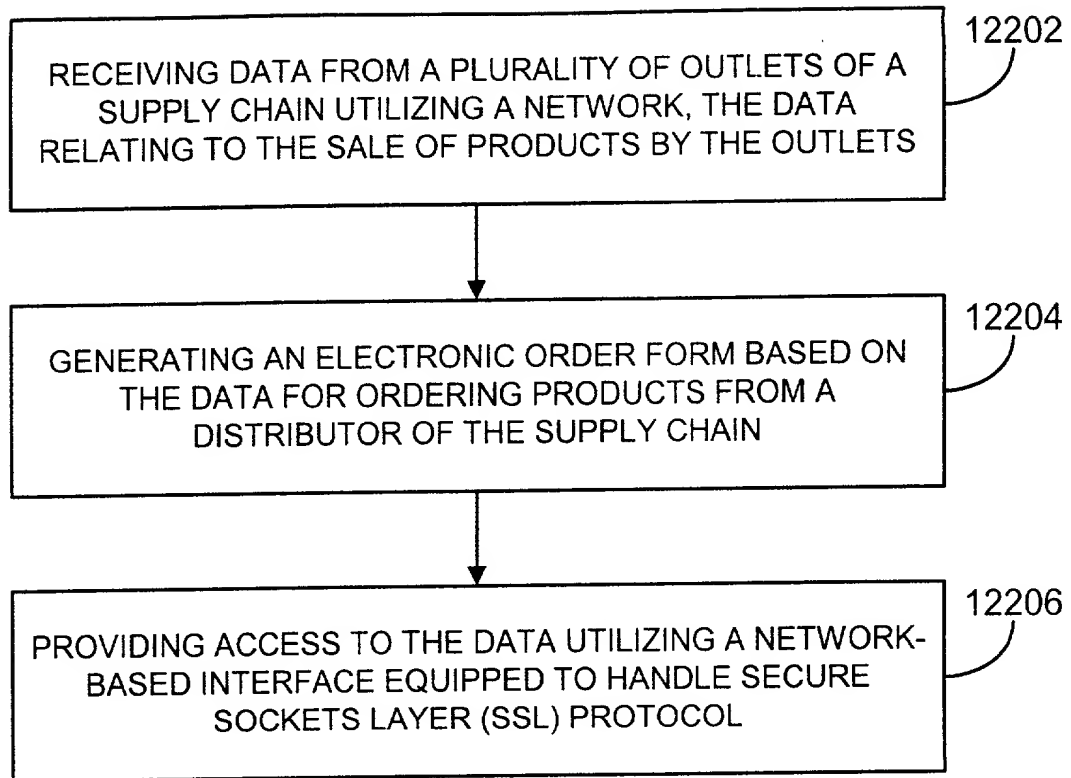 12202
RECEIVING DATA FROM A PLURALITY OF OUTLETS OF A
SUPPLY CHAIN UTILIZING A NETWORK, THE DATA
RELATING TO THE SALE OF PRODUCTS BY THE OUTLETS
12204
GENERATING AN ELECTRONIC ORDER FORM BASED ON
THE DATA FOR ORDERING PRODUCTS FROM A
DISTRIBUTOR OF THE SUPPLY CHAIN
12206
PROVIDING ACCESS TO THE DATA UTILIZING A NETWORK-
BASED INTERFACE EQUIPPED TO HANDLE SECURE
SOCKETS LAYER (SSL) PROTOCOL